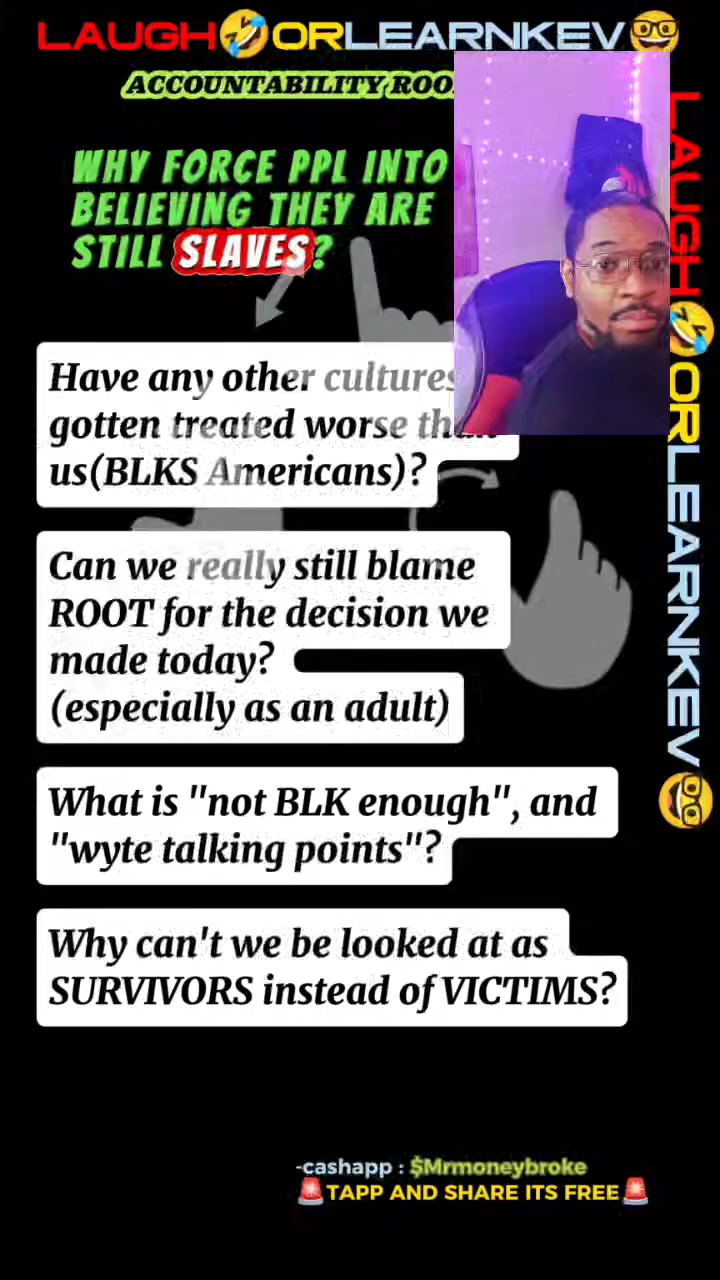 LAUGH🤣ORLEARNKEV🤓
ACCOUNTABILITY
WHY FORCE PPL INTO
BELIEVING THEY ARE
STILL SLAVES?
Have any other cultures
gotten treated worse
us(BLKS Americans)?
Can we really still blame
ROOT for the decision we
made today?
(especially as an adult)
What is "not BLK enough", and
"wyte talking points"?
Why can't we be looked at as
SURVIVORS instead of VICTIMS?
-cashapp : $Mrmoneybroke
🚨TAPP AND SHARE ITS FREE🚨
LAUGH🤣ORLEARNKEV🤓